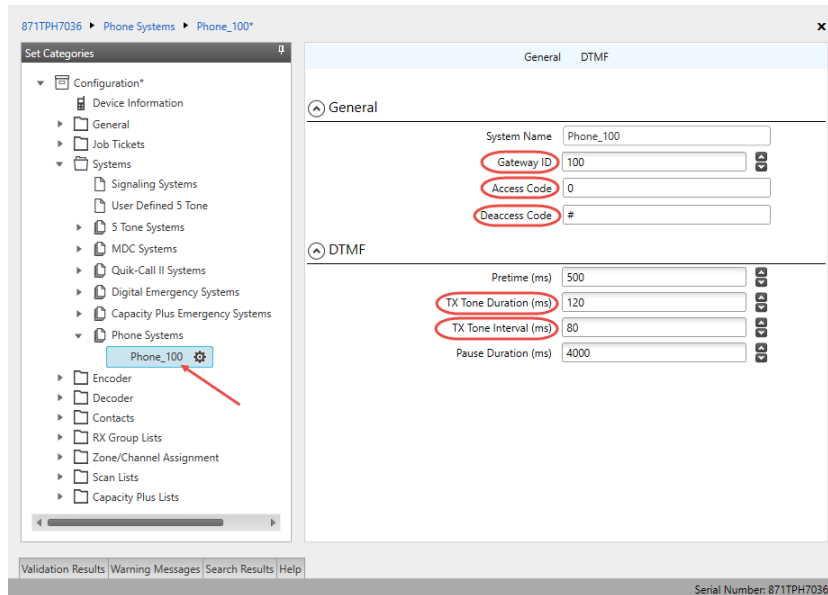 871TPH7036 Phone Systems Phone_100*
x
Set Categories
Configuration*
Device Information
General
Job Tickets
Systems
Signaling Systems
User Defined 5 Tone
5 Tone Systems
MDC Systems
Quik-Call II Systems
Digital Emergency Systems
Capacity Plus Emergency Systems
Phone Systems
Phone_100
Encoder
Decoder
Contacts
RX Group Lists
Zone/Channel Assignment
Scan Lists
Capacity Plus Lists
General DTMF
General
System Name Phone_100
Gateway ID 100
Access Code 0
Deaccess Code #
DTMF
Pretime (ms) 500
TX Tone Duration (ms) 120
TX Tone Interval (ms) 80
Pause Duration (ms) 4000
Validation Results Warning Messages Search Results Help
Serial Number: 871TPH7036